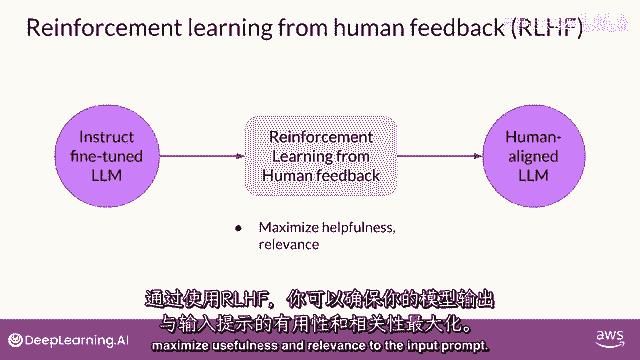 Reinforcement learning from human feedback (RLHF)
Instruct
fine-tuned
LLM
Reinforcement
Learning from
Human feedback
Human-
aligned
LLM
● Maximize helpfulness,
relevance
通过使用RLHF，你可以确保你的模型输出
与输入提示的有用性和相关性最大化。
maximize usefulness and relevance to the input prompt.
DeepLearning.AI
aws